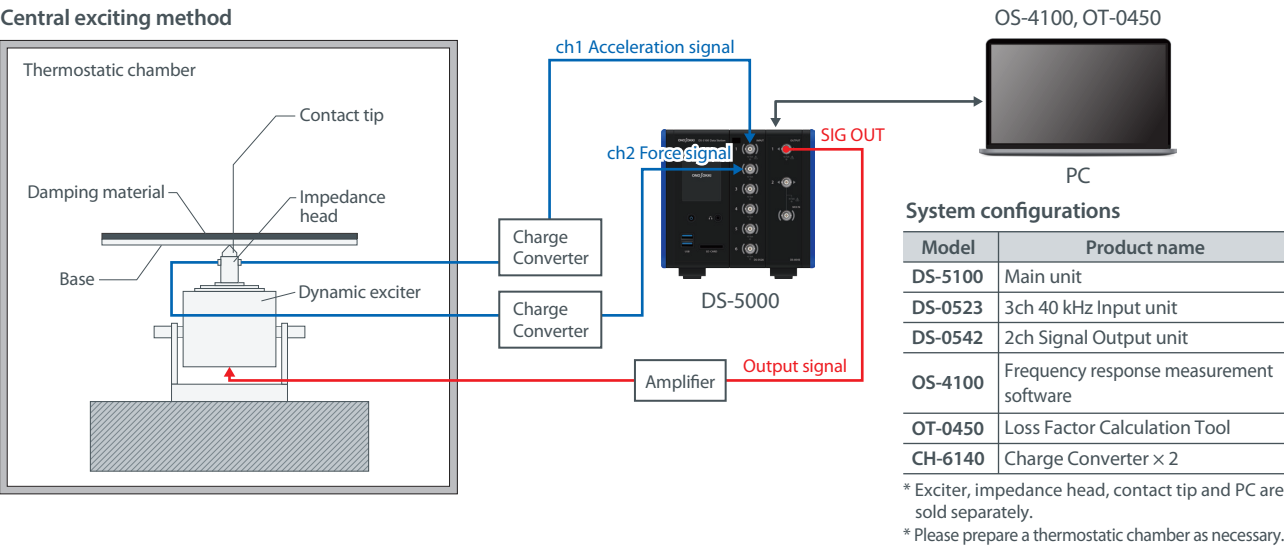 Central exciting method
Thermostatic chamber
Contact tip
Damping material
Impedance
head
Base
Dynamic exciter
ch1 Acceleration signal
ch2 Force signal
Charge
Converter
Charge
Converter
SIG OUT
DS-5000
Output signal
Amplifier
OS-4100, OT-0450
PC
System configurations
Model Product name
DS-5100 Main unit
DS-0523 3ch 40 kHz Input unit
DS-0542 2ch Signal Output unit
OS-4100 Frequency response measurement
software
OT-0450 Loss Factor Calculation Tool
CH-6140 Charge Converter × 2
* Exciter, impedance head, contact tip and PC are
sold separately.
* Please prepare a thermostatic chamber as necessary.